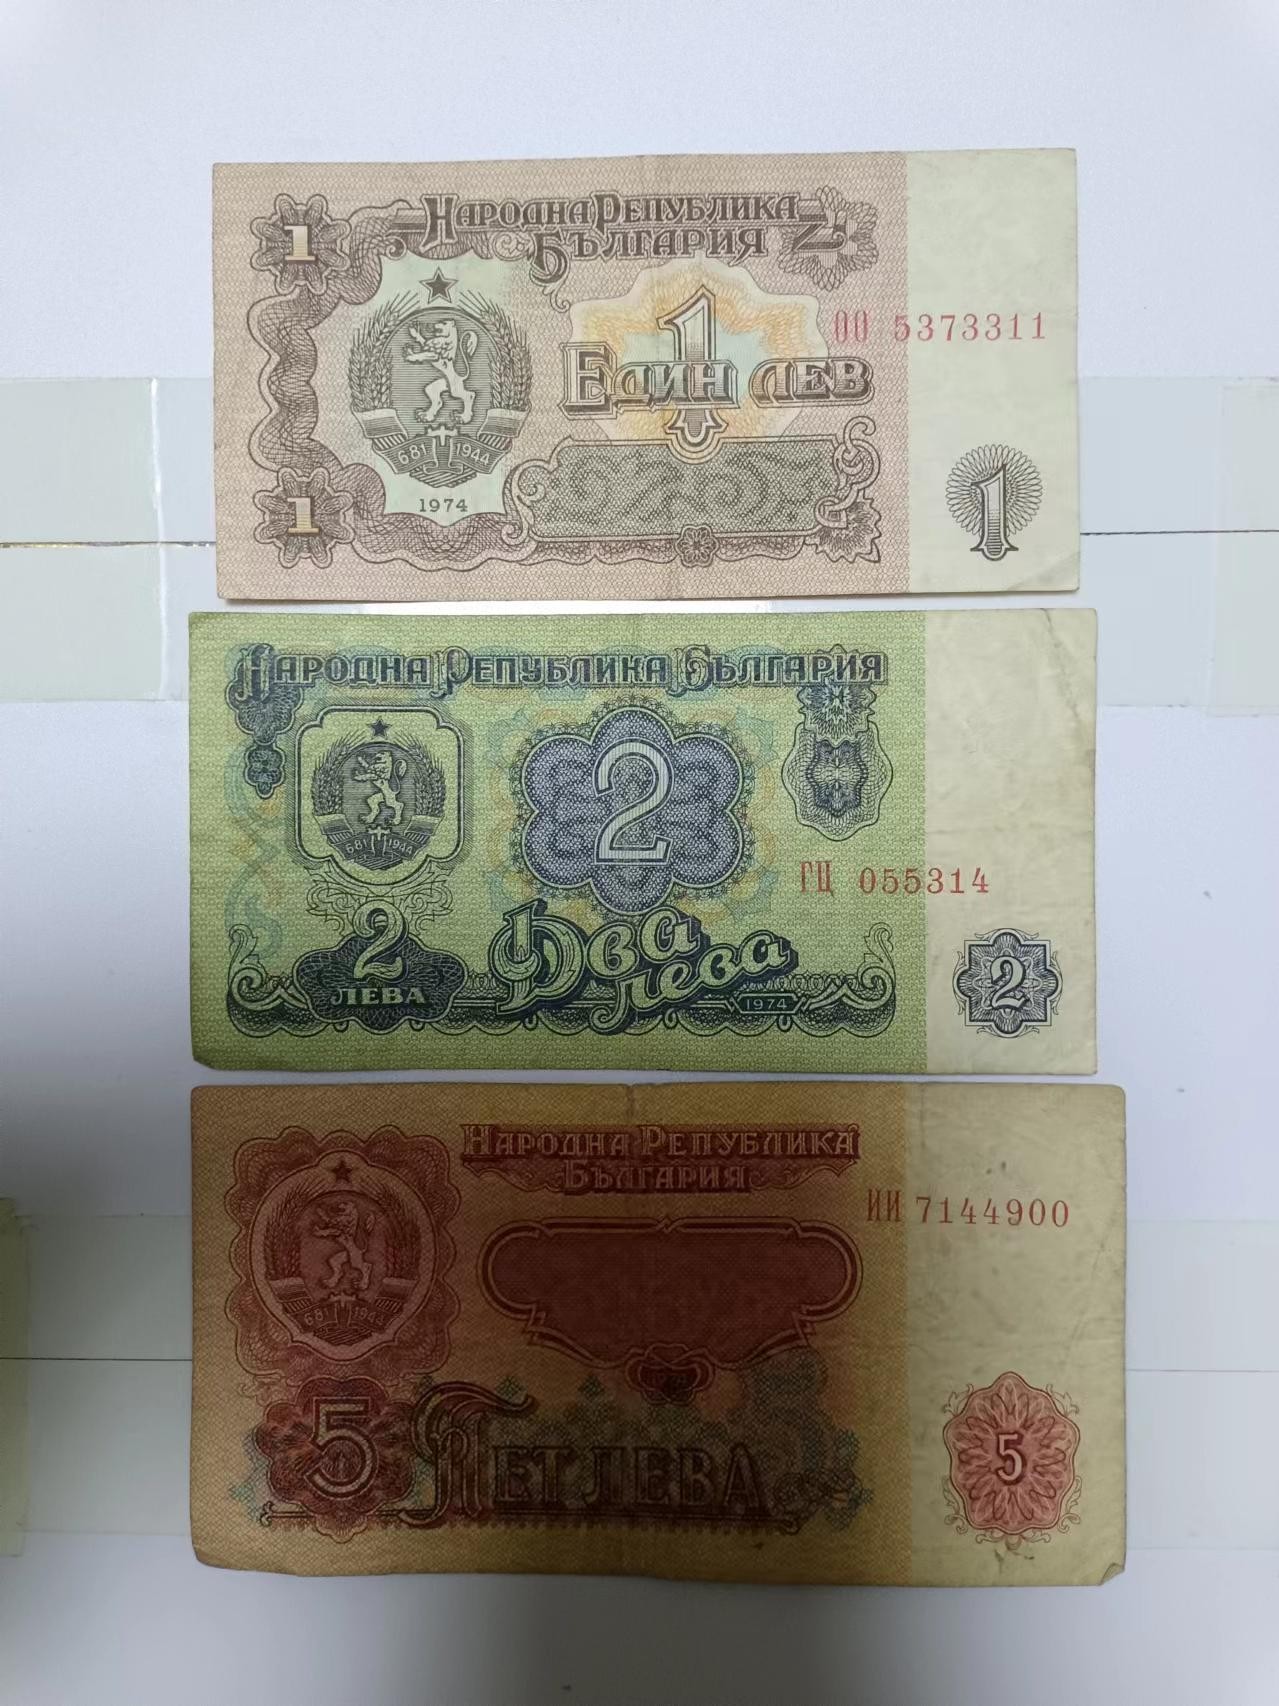 1
Народна Република
България
ОО 5373311
1
Един лев
681 1944
1974
1
1
Народна Република България
2
681 1944
ГЦ 055314
2
ЛЕВА
Два
лева
1974
2
Народна Република
България
ИИ 7144900
681 1944
1974
5
Пет лева
5